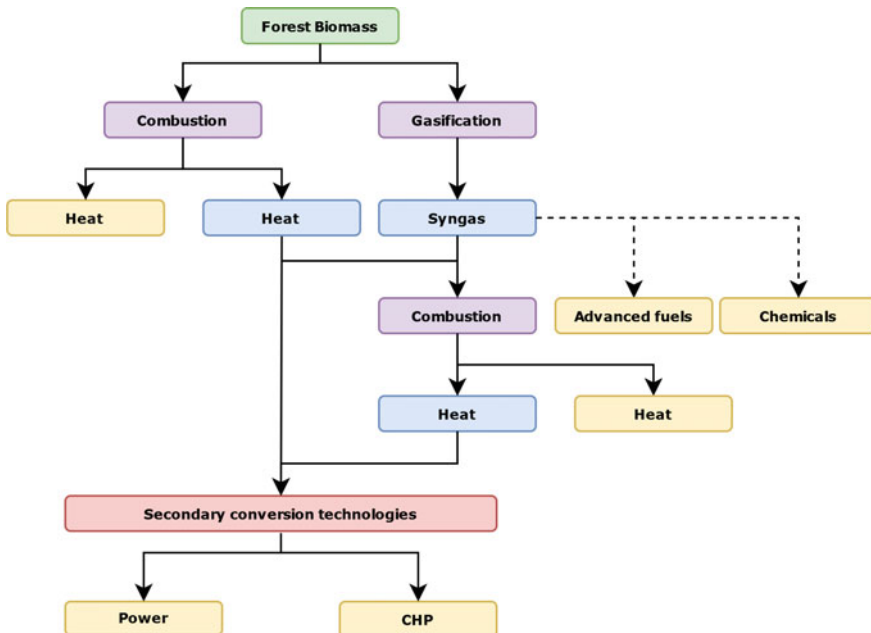 Forest Biomass
Combustion
Gasification
Heat
Heat
Syngas
Combustion
Advanced fuels
Chemicals
Heat
Heat
Secondary conversion technologies
Power
CHP